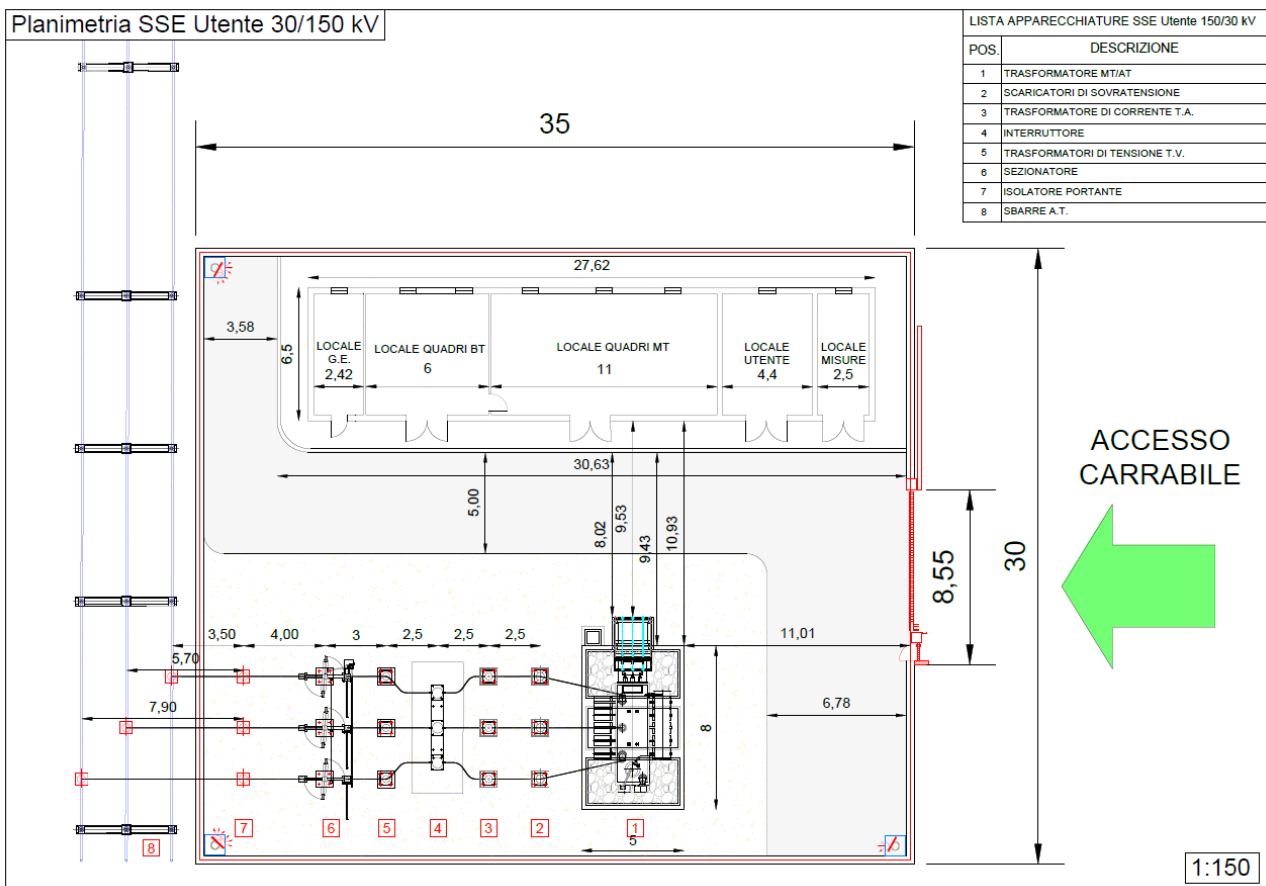 Planimetria SSE Utente 30/150 kV
LISTA APPARECCHIATURE SSE Utente 150/30 kV
POS. DESCRIZIONE
1 TRASFORMATORE MT/AT
2 SCARICATORI DI SOVRATENSIONE
3 TRASFORMATORE DI CORRENTE T.A.
4 INTERRUTTORE
5 TRASFORMATORI DI TENSIONE T.V.
6 SEZIONATORE
7 ISOLATORE PORTANTE
8 SBARRE A.T.
35
27,62
3,58
6,5
LOCALE
G.E.
2,42
LOCALE QUADRI BT
6
LOCALE QUADRI MT
11
LOCALE
UTENTE
4,4
LOCALE
MISURE
2,5
ACCESSO
CARRABILE
30,63
5,00
8,02
9,53
9,43
10,93
8,55
30
3,50
4,00
3
2,5
2,5
2,5
11,01
5,70
7,90
6,78
8
8
7
6
5
4
3
2
1
5
1:150